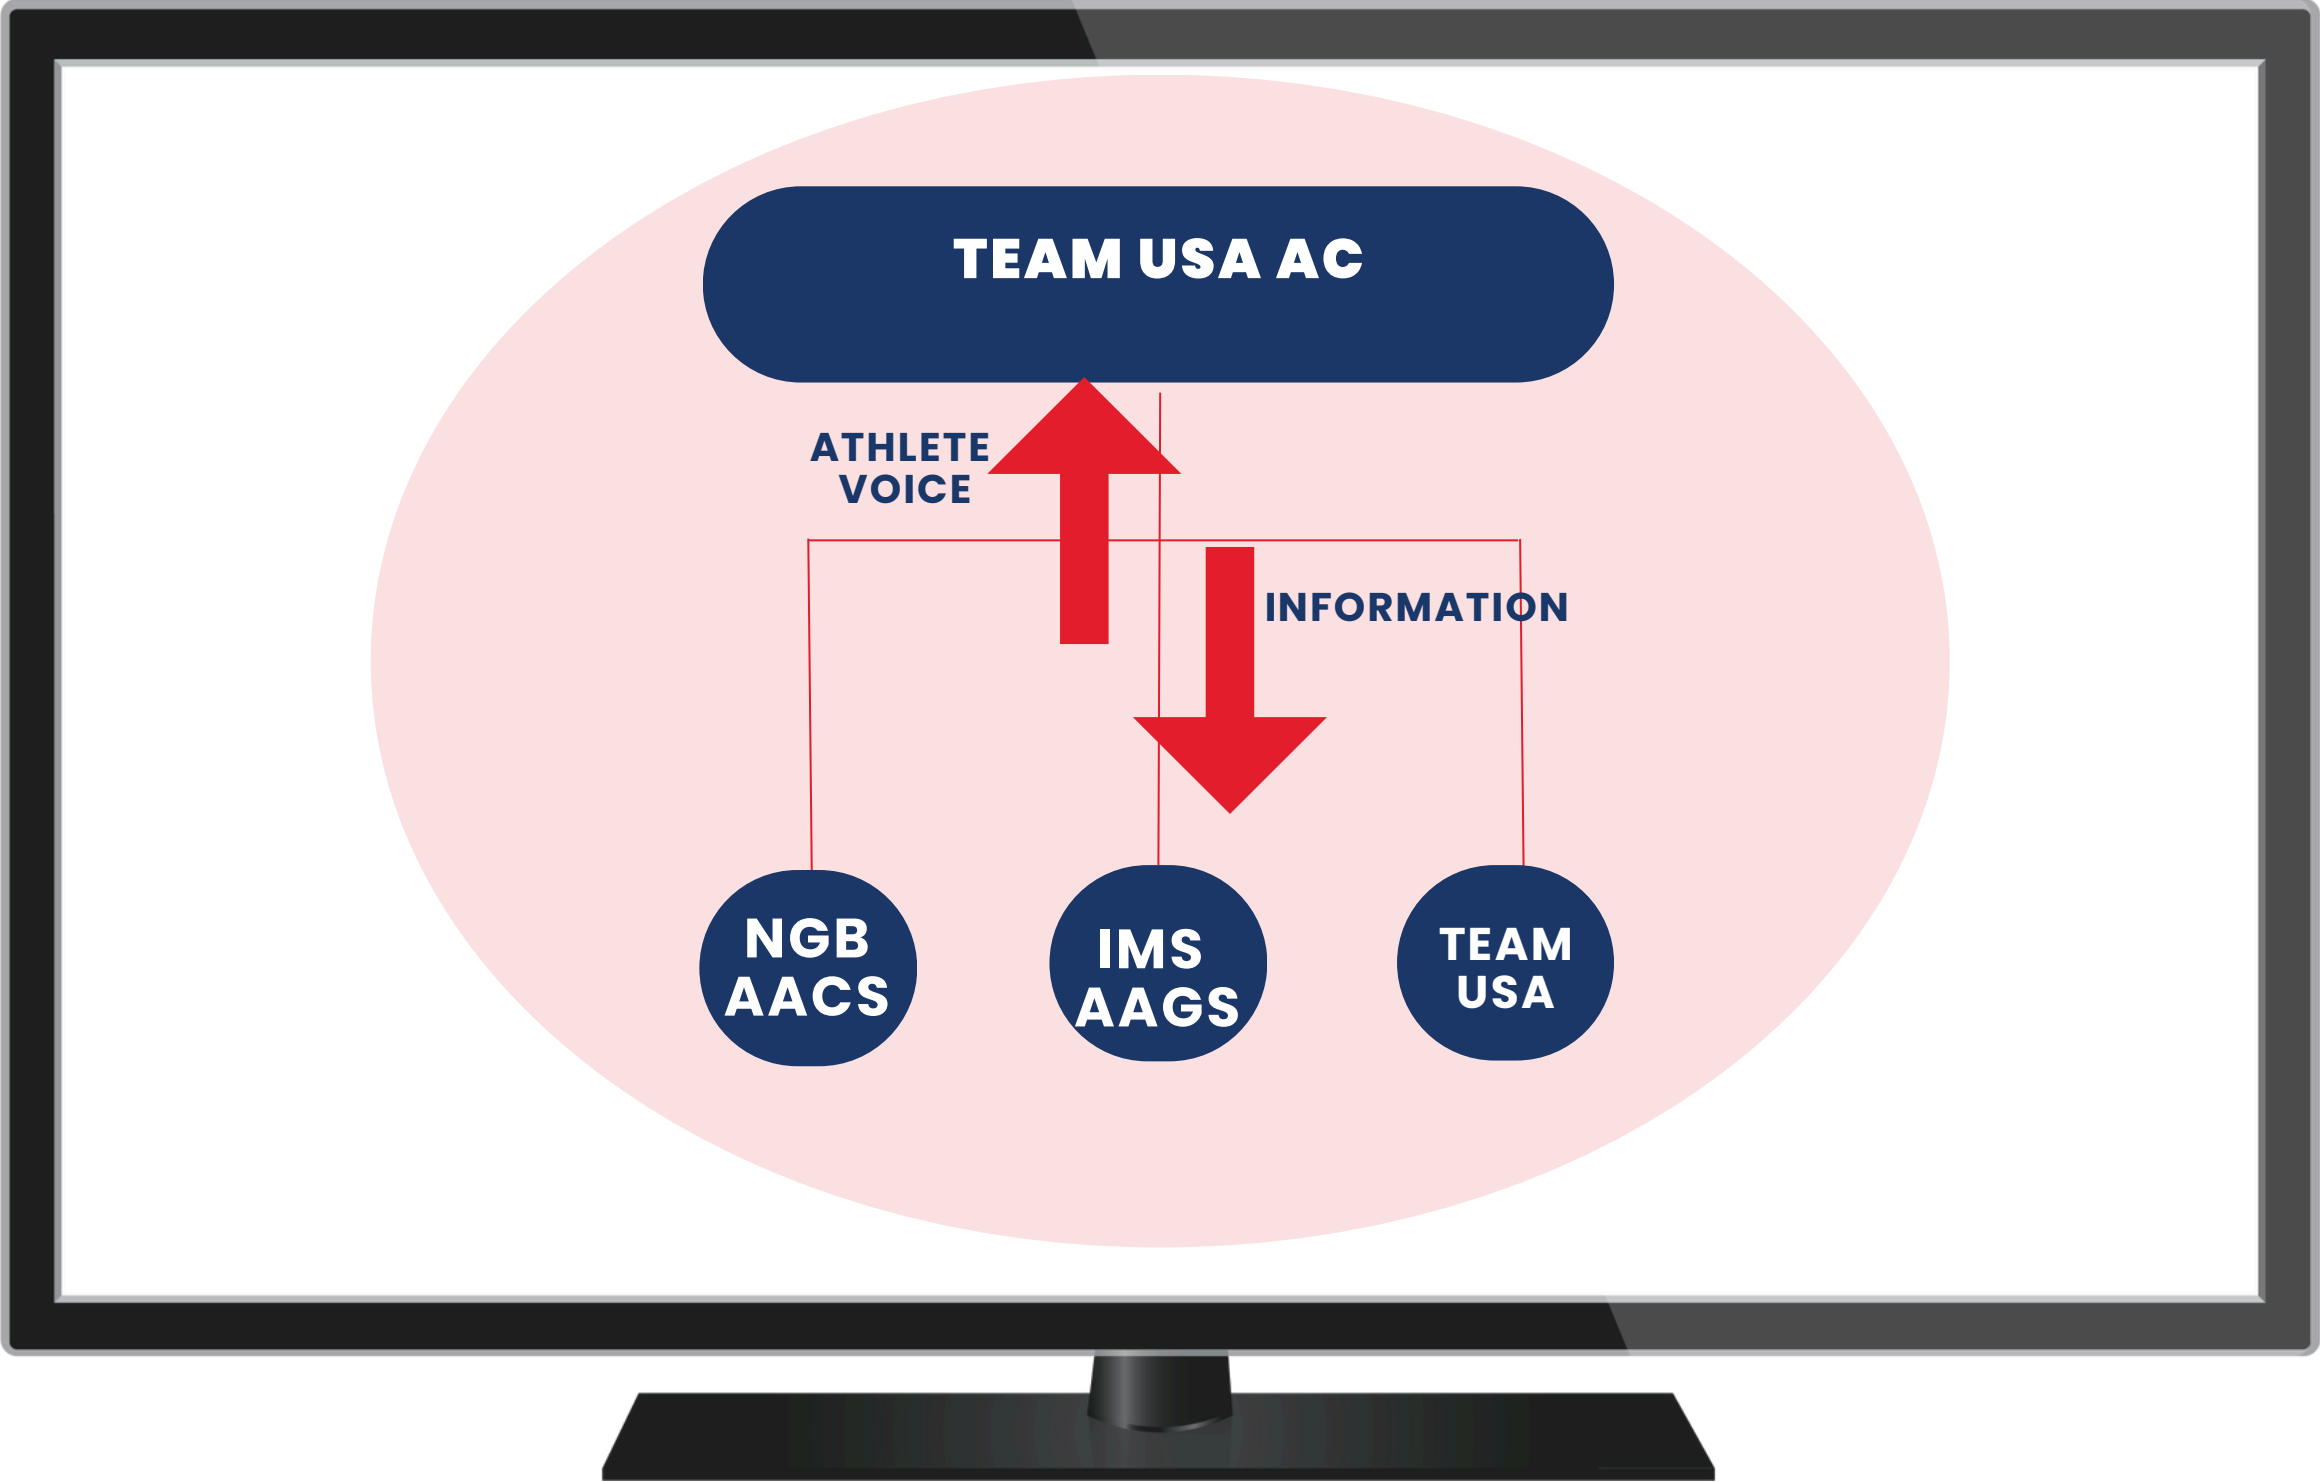 TEAM USA AC
ATHLETE
VOICE
INFORMATION
NGB
AACS
IMS
AAGS
TEAM
USA